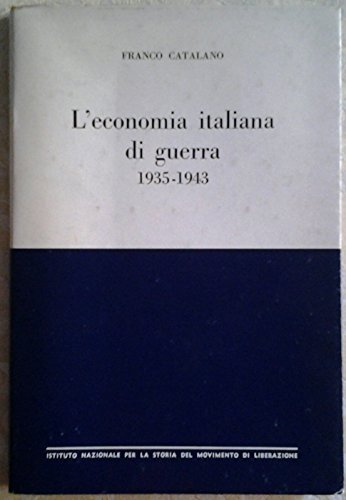 FRANCO CATALANO
L'economia italiana
di guerra
1935-1943
ISTITUTO NAZIONALE PER LA STORIA DEL MOVIMENTO DI LIBERAZIONE